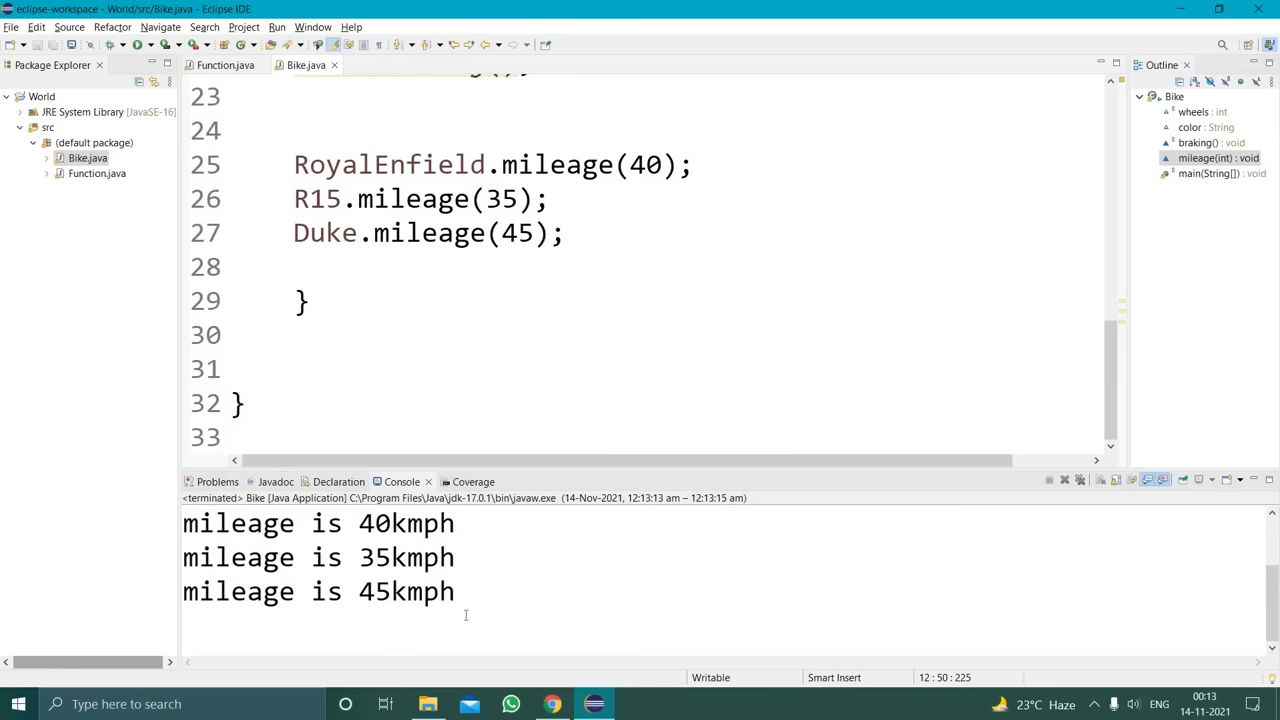 eclipse-workspace - World/src/Bike.java - Eclipse IDE
File Edit Source Refactor Navigate Search Project Run Window Help
Package Explorer
Function.java Bike.java
Outline
World
JRE System Library [JavaSE-16]
src
(default package)
Bike.java
Function.java
23
24
25 RoyalEnfield.mileage(40);
26 R15.mileage(35);
27 Duke.mileage(45);
28
29 }
30
31
32 }
33
Bike
wheels : int
color : String
braking() : void
mileage(int) : void
main(String[]) : void
Problems Javadoc Declaration Console Coverage
<terminated> Bike [Java Application] C:\Program Files\Java\jdk-17.0.1\bin\javaw.exe (14-Nov-2021, 12:13:13 am – 12:13:15 am)
mileage is 40kmph
mileage is 35kmph
mileage is 45kmph
Writable Smart Insert 12 : 50 : 225
Type here to search
23°C Haze ENG 00:13
14-11-2021